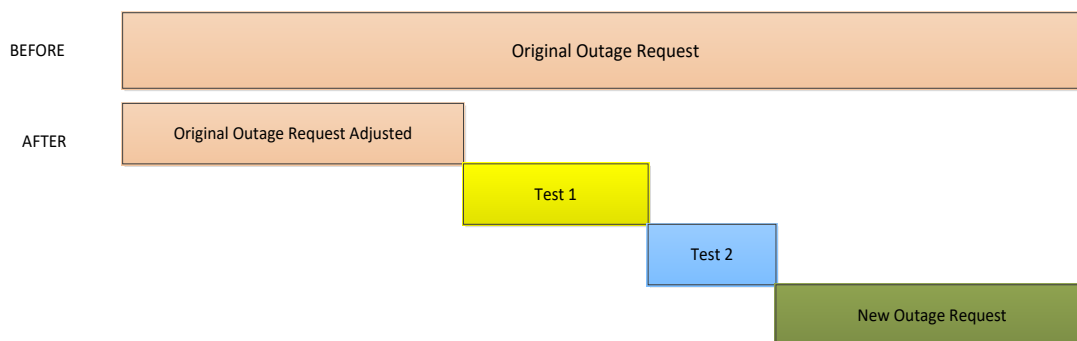 BEFORE
Original Outage Request
AFTER
Original Outage Request Adjusted
Test 1
Test 2
New Outage Request